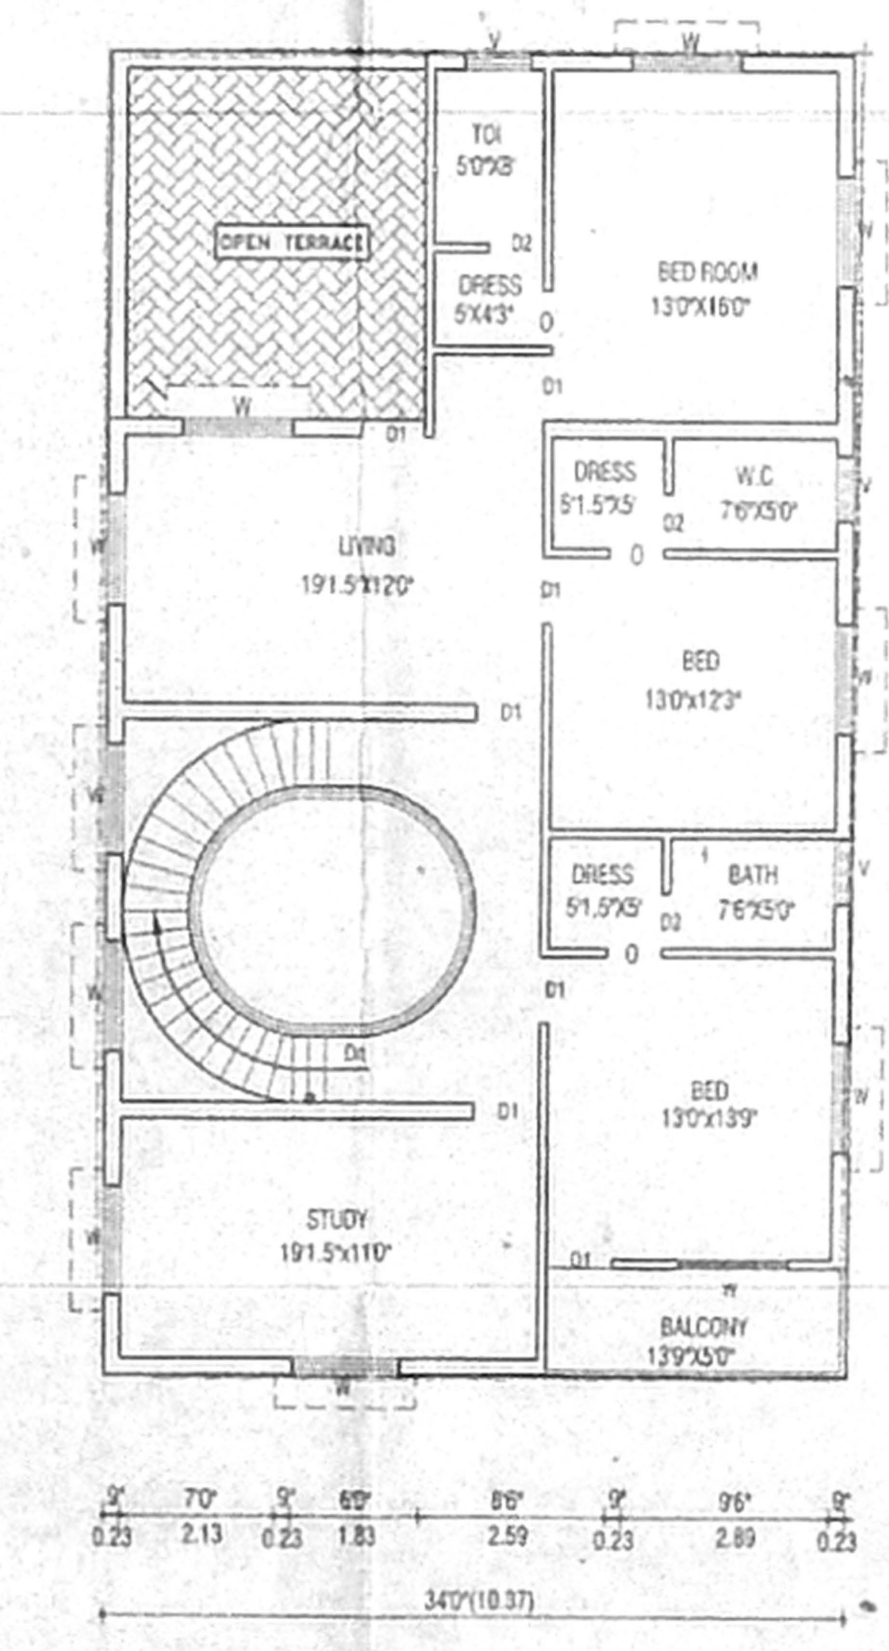 V
W
TOI
5'0"X8'
OPEN TERRACE
D2
W
DRESS
5'X4'3"
BED ROOM
13'0"X16'0"
O
D1
W
D1
DRESS
6'1.5"X5'
W.C
7'6"X5'0"
V
D2
O
LIVING
19'1.5"X12'0"
W
D1
BED
13'0"x12'3"
W
D1
W
DRESS
5'1.5"X5'
BATH
7'6"X5'0"
V
D2
O
W
D1
Dn
BED
13'0"x13'9"
W
D1
STUDY
19'1.5"x11'0"
W
D1
W
BALCONY
13'9"X5'0"
W
9" 7'0" 9" 6'0" 8'6" 9" 9'6" 9"
0.23 2.13 0.23 1.83 2.59 0.23 2.89 0.23
34'0"(10.37)